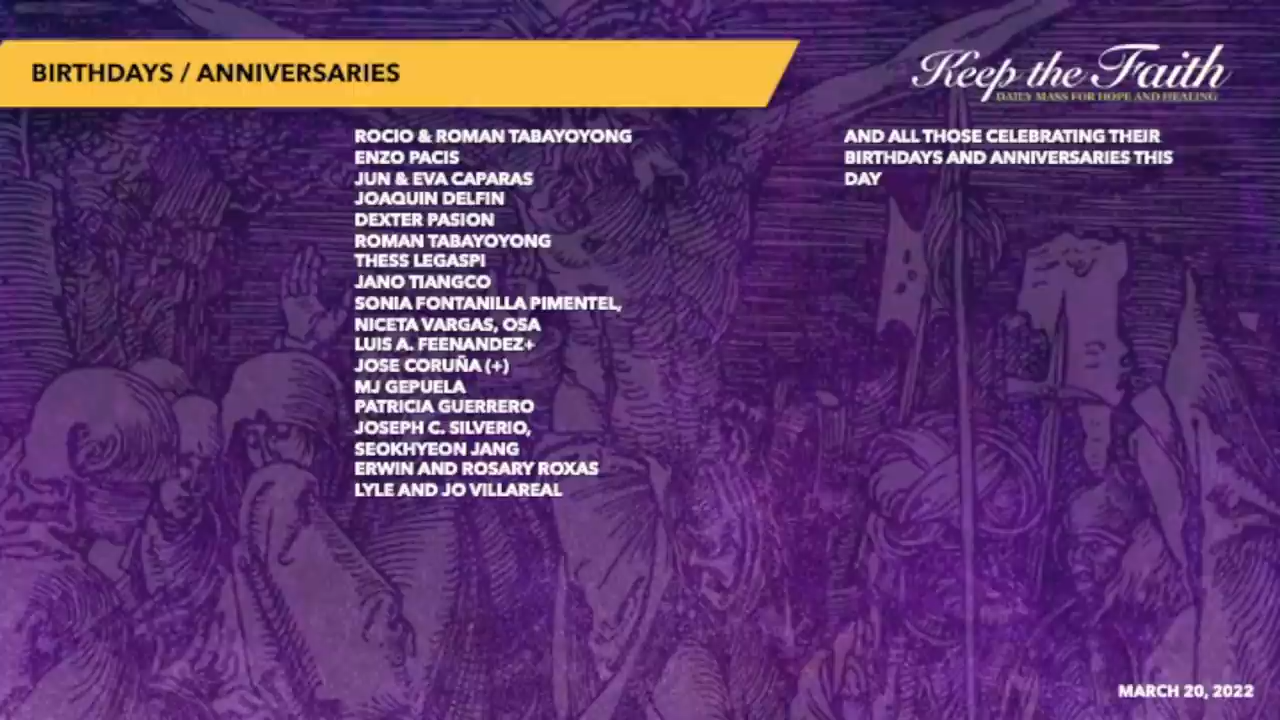 BIRTHDAYS / ANNIVERSARIES
Keep the Faith
DAILY MASS FOR HOPE AND HEALING
ROCIO & ROMAN TABAYOYONG
ENZO PACIS
JUN & EVA CAPARAS
JOAQUIN DELFIN
DEXTER PASION
ROMAN TABAYOYONG
THESS LEGASPI
JANO TIANGCO
SONIA FONTANILLA PIMENTEL,
NICETA VARGAS, OSA
LUIS A. FEENANDEZ+
JOSE CORUÑA (+)
MJ GEPUELA
PATRICIA GUERRERO
JOSEPH C. SILVERIO,
SEOKHYEON JANG
ERWIN AND ROSARY ROXAS
LYLE AND JO VILLAREAL
AND ALL THOSE CELEBRATING THEIR
BIRTHDAYS AND ANNIVERSARIES THIS
DAY
MARCH 20, 2022